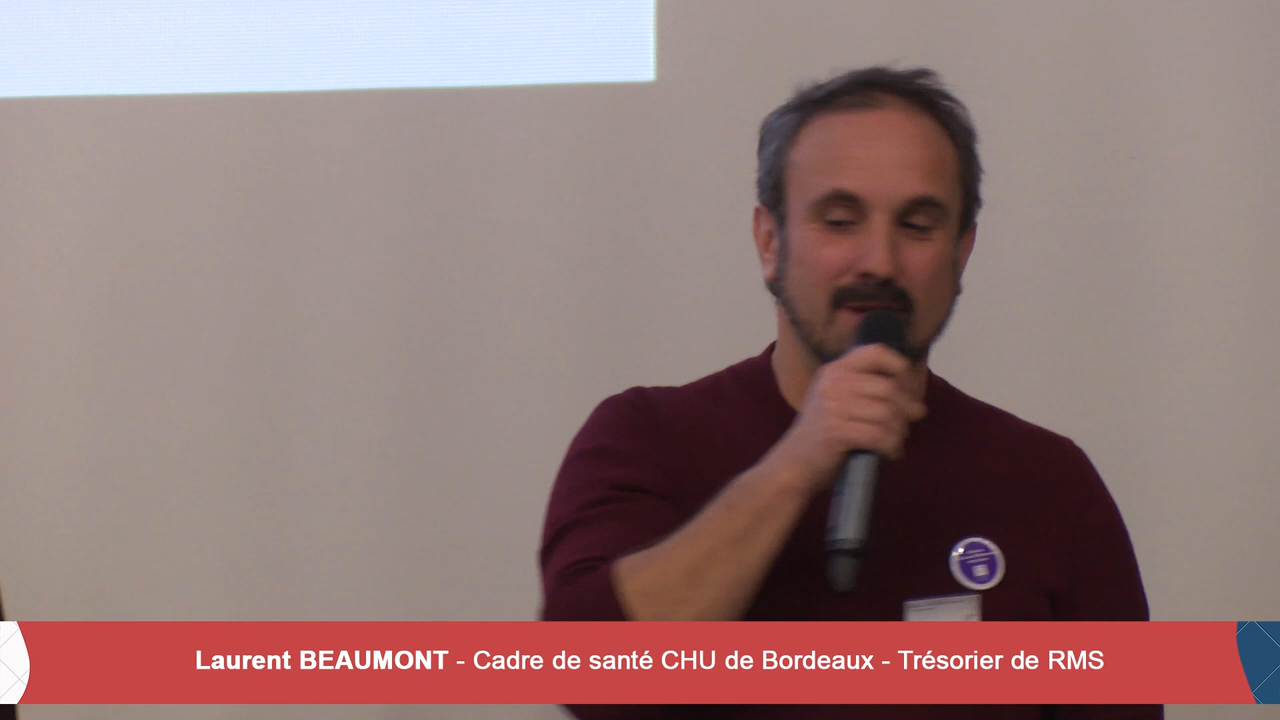 Laurent BEAUMONT - Cadre de santé CHU de Bordeaux - Trésorier de RMS